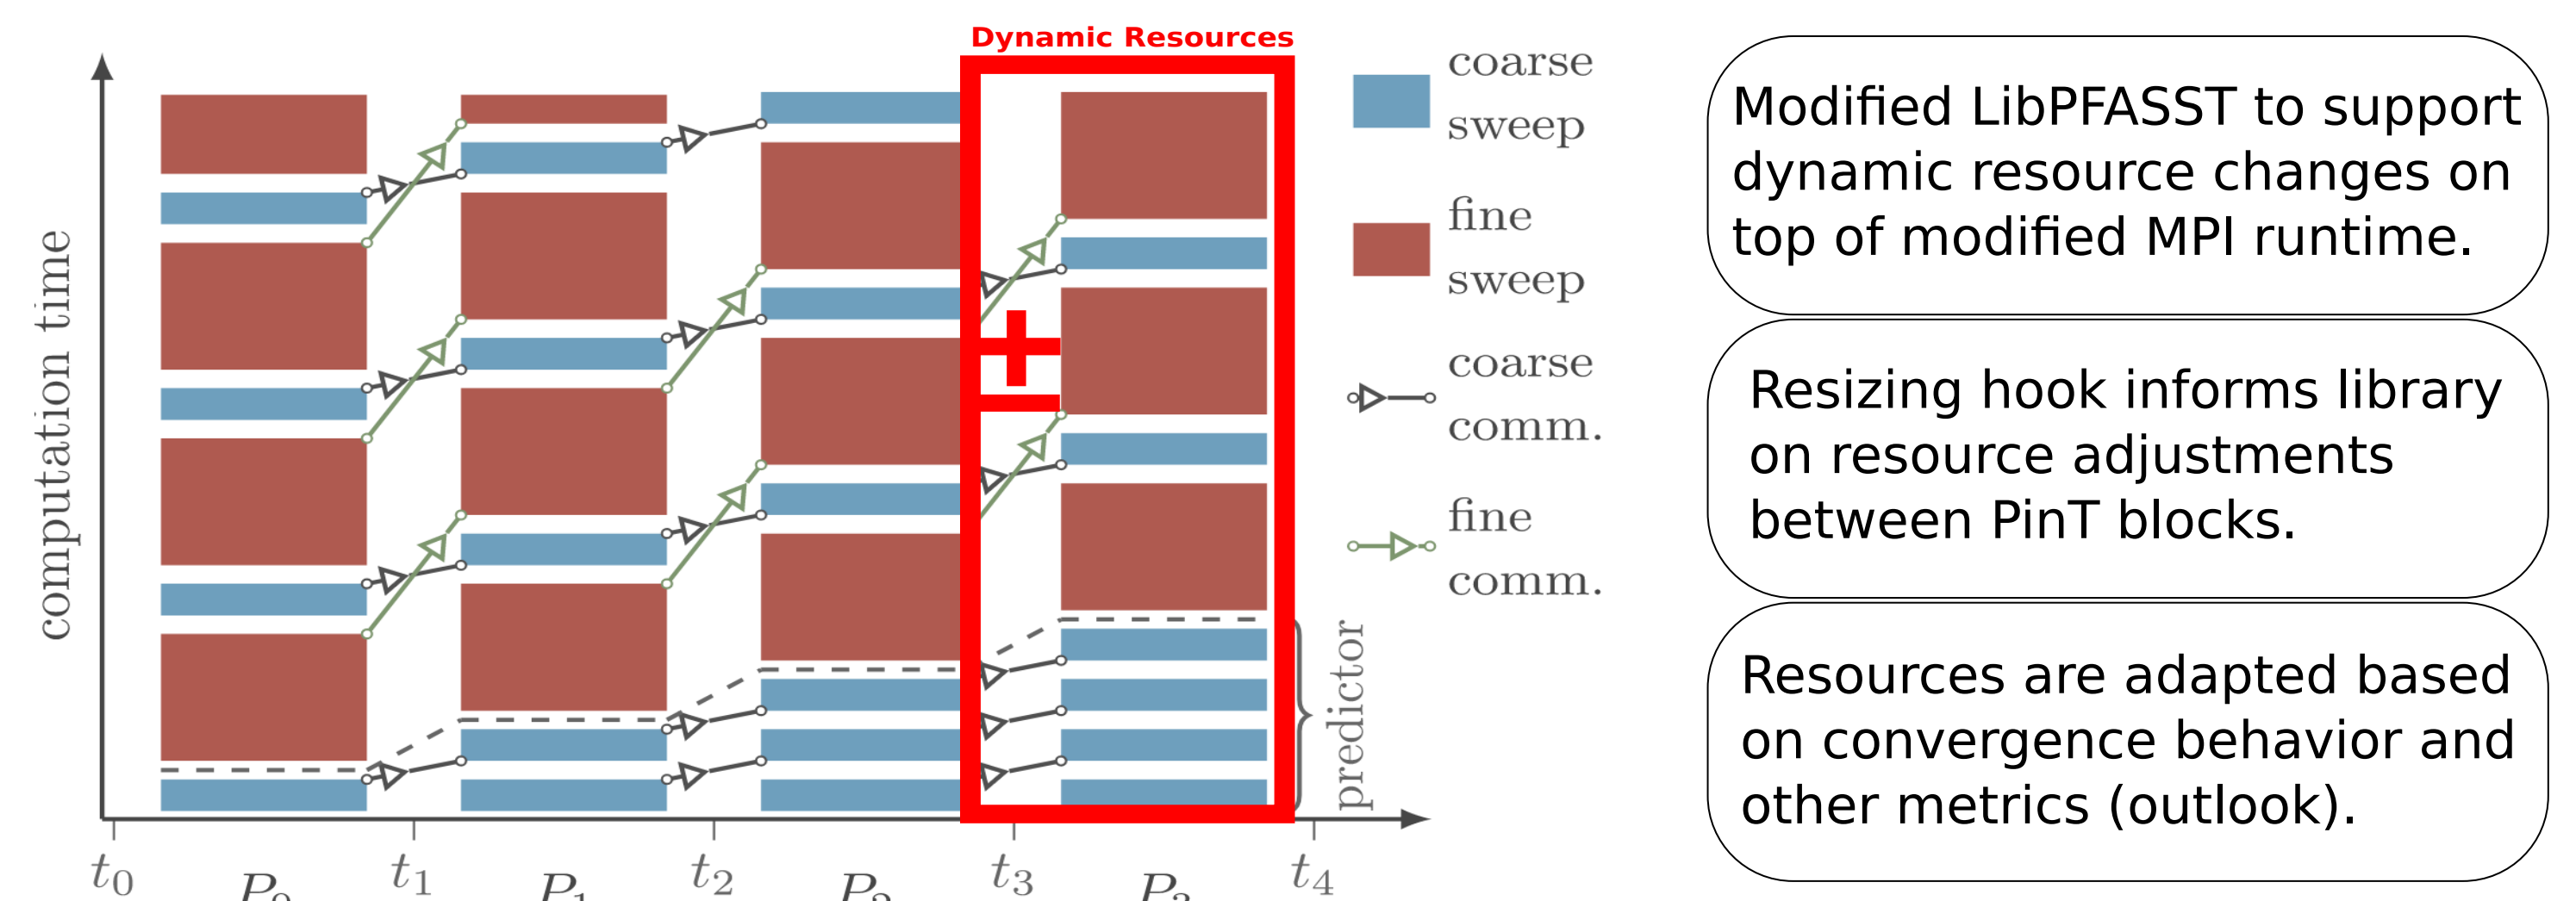 Dynamic Resources
computation time
coarse
sweep
fine
sweep
coarse
comm.
fine
comm.
predictor
t0 t1 t2 t3 t4
Modified LibPFASST to support
dynamic resource changes on
top of modified MPI runtime.
Resizing hook informs library
on resource adjustments
between PinT blocks.
Resources are adapted based
on convergence behavior and
other metrics (outlook).